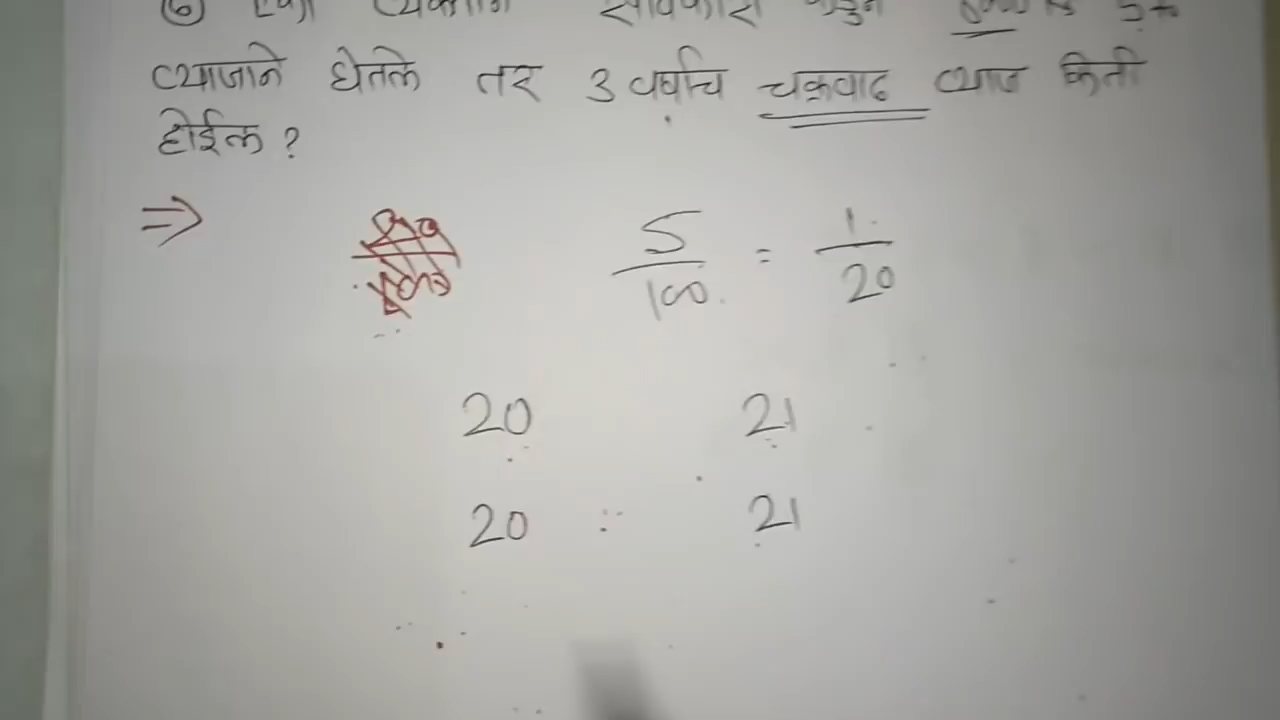 व्याजाने घेतले तर 3 वर्षाचे चक्रवाढ व्याज किती
होईल ?
⇒ 5/100 = 1/20
20 21
20 : 21